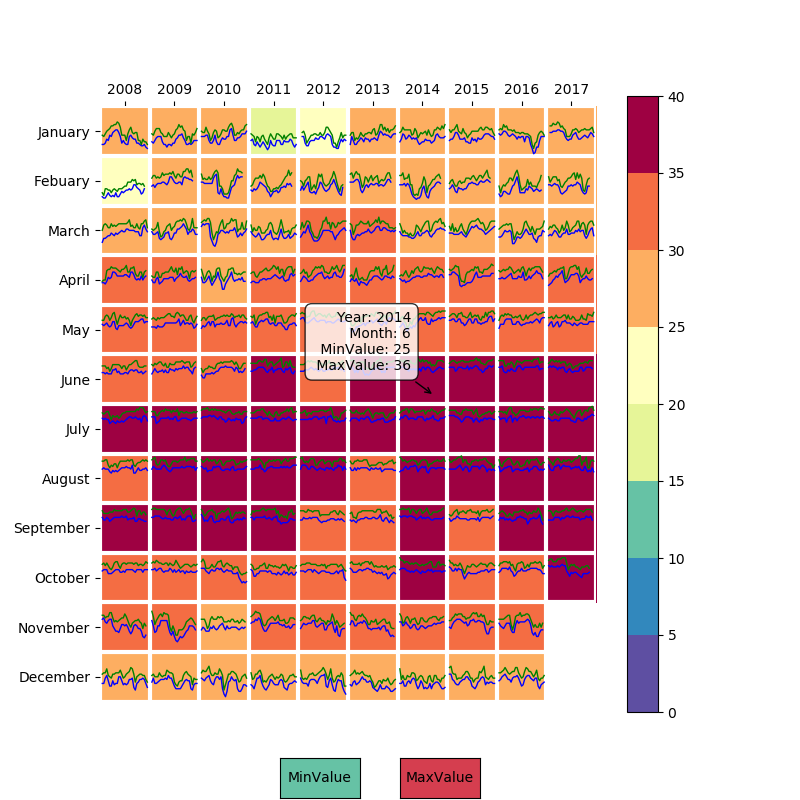 2008 2009 2010 2011 2012 2013 2014 2015 2016 2017
January
Febuary
March
April
May
June
July
August
September
October
November
December
Year: 2014
Month: 6
MinValue: 25
MaxValue: 36
40
35
30
25
20
15
10
5
0
MinValue
MaxValue